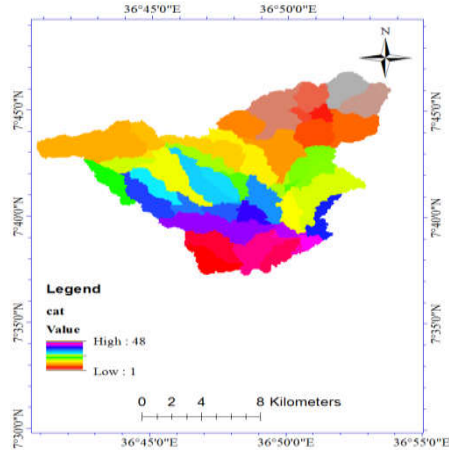 36°45'0"E 36°50'0"E
N
7°45'0"N 7°45'0"N
7°40'0"N 7°40'0"N
Legend
cat
Value
High : 48
Low : 1
7°35'0"N 7°35'0"N
0 2 4 8 Kilometers
7°30'0"N
36°45'0"E 36°50'0"E 36°55'0"E